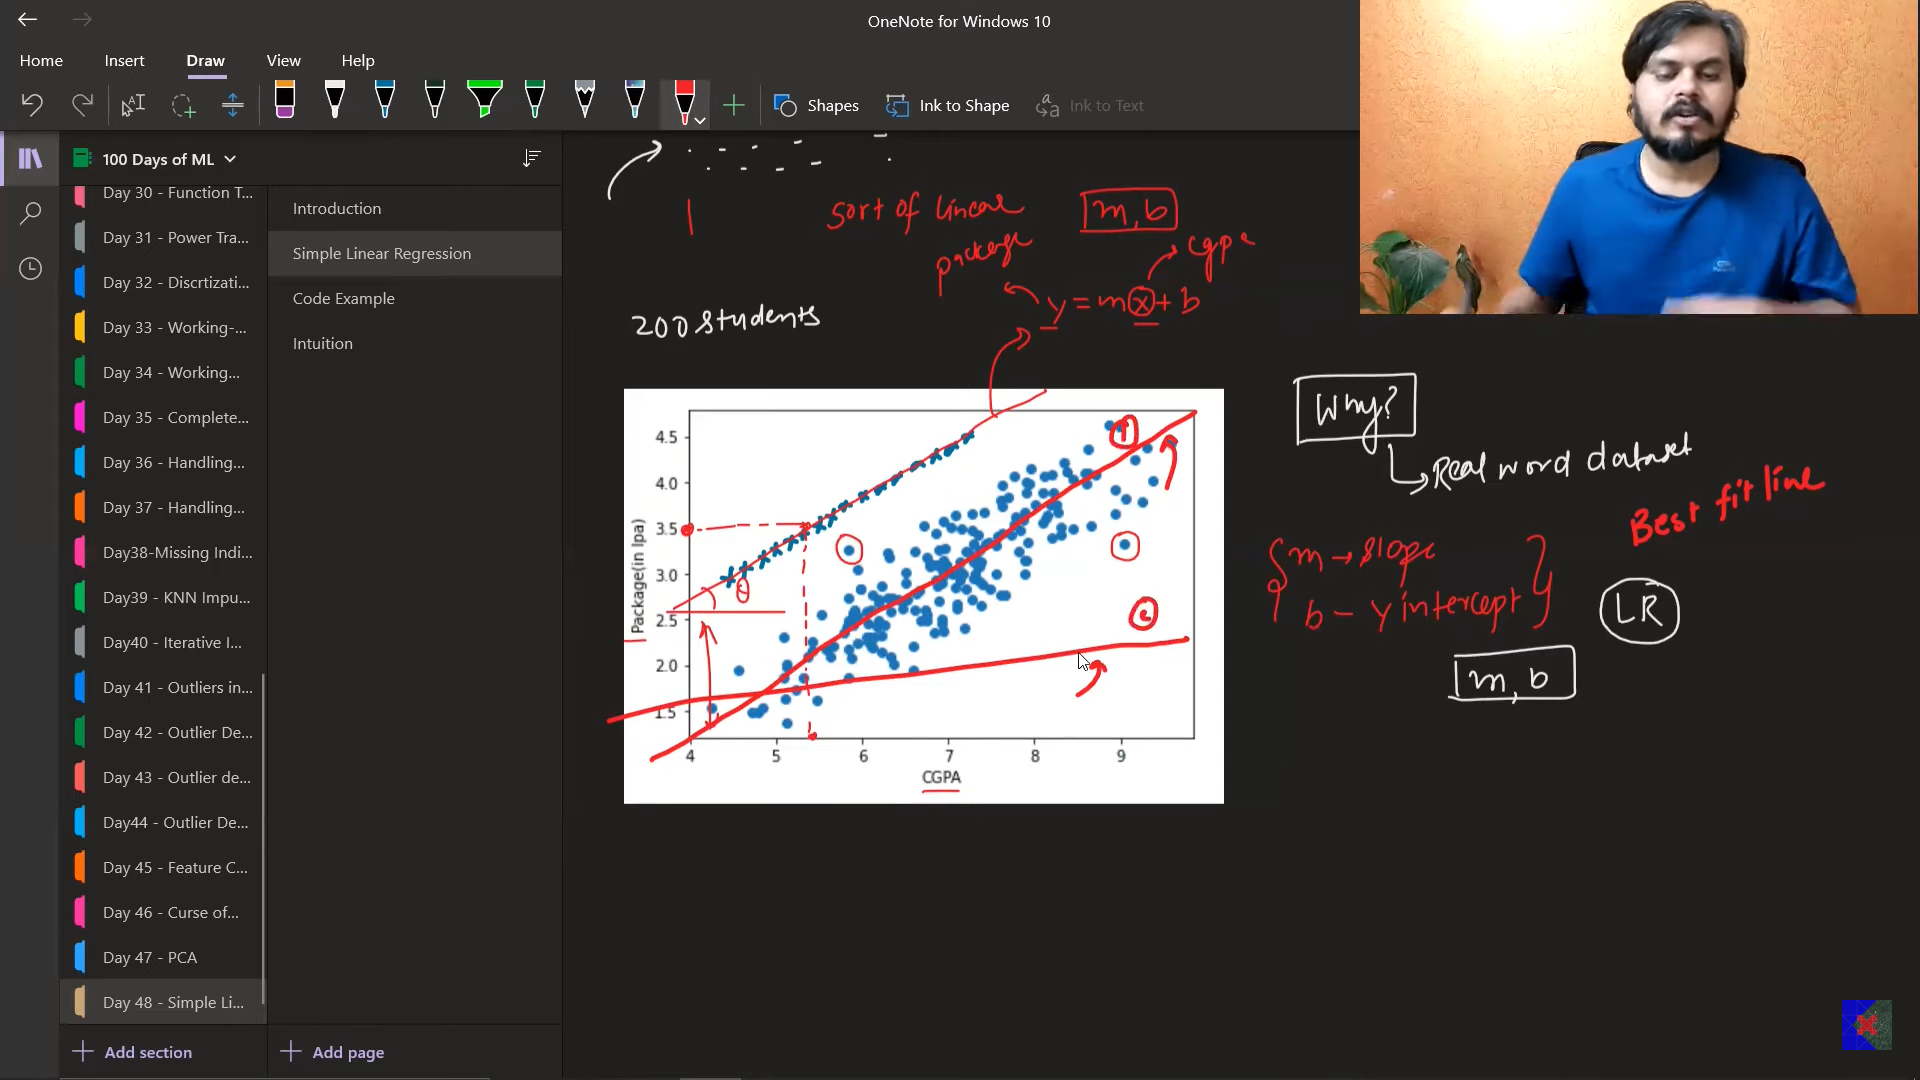 OneNote for Windows 10
Home Insert Draw View Help
Shapes Ink to Shape Ink to Text
100 Days of ML
Day 30 - Function T...
Day 31 - Power Tra...
Day 32 - Discrtizati...
Day 33 - Working-...
Day 34 - Working...
Day 35 - Complete...
Day 36 - Handling...
Day 37 - Handling...
Day38-Missing Indi...
Day39 - KNN Impu...
Day40 - Iterative I...
Day 41 - Outliers in...
Day 42 - Outlier De...
Day 43 - Outlier de...
Day44 - Outlier De...
Day 45 - Feature C...
Day 46 - Curse of...
Day 47 - PCA
Day 48 - Simple Li...
Add section
Introduction
Simple Linear Regression
Code Example
Intuition
Add page
sort of linear
m, b
package
cgpa
y = mx + b
200 students
4.5
4.0
3.5
3.0
2.5
2.0
1.5
Package(in lpa)
θ
1
2
4 5 6 7 8 9
CGPA
Why?
Real word dataset
Best fit line
m → slope
b - y intercept
LR
m, b